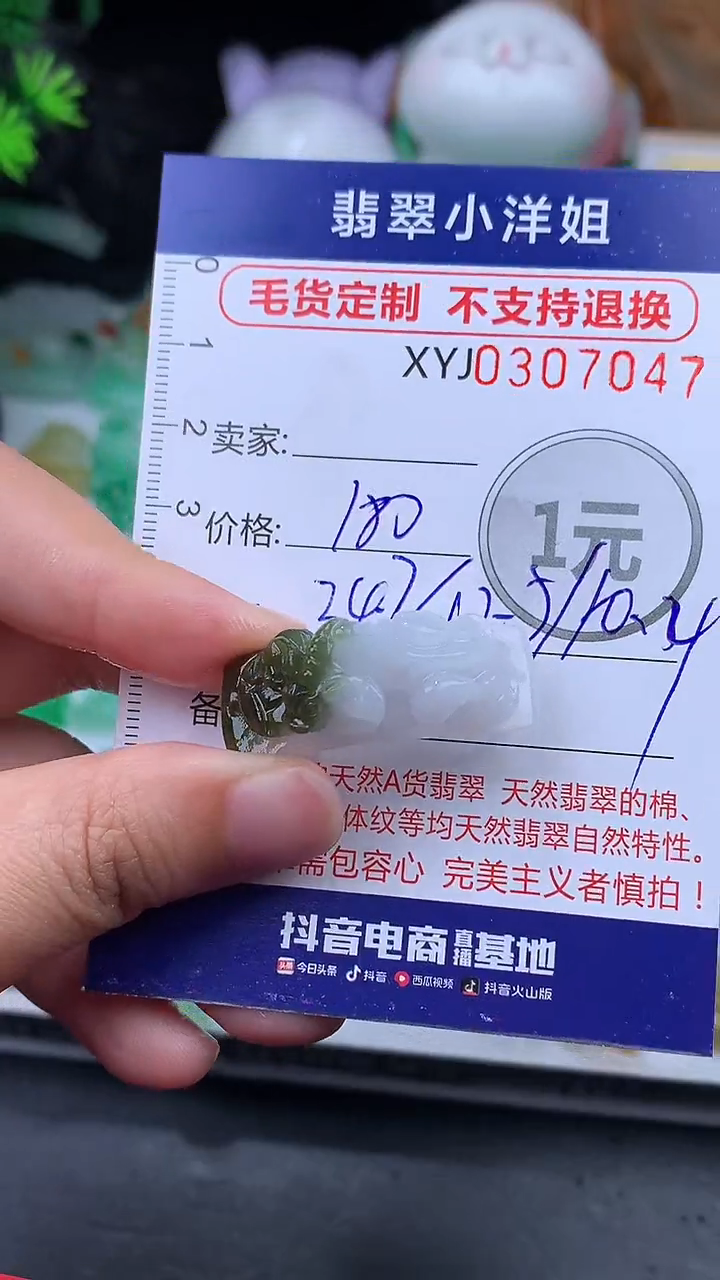 翡翠小洋姐
毛货定制 不支持退换
XYJ0307047
0
1
2
3
卖家:
价格: 180
1元
备
天然A货翡翠 天然翡翠的棉、
体纹等均天然翡翠自然特性。
需包容心 完美主义者慎拍！
抖音电商直播基地
头条 今日头条 抖音 西瓜视频 抖音火山版